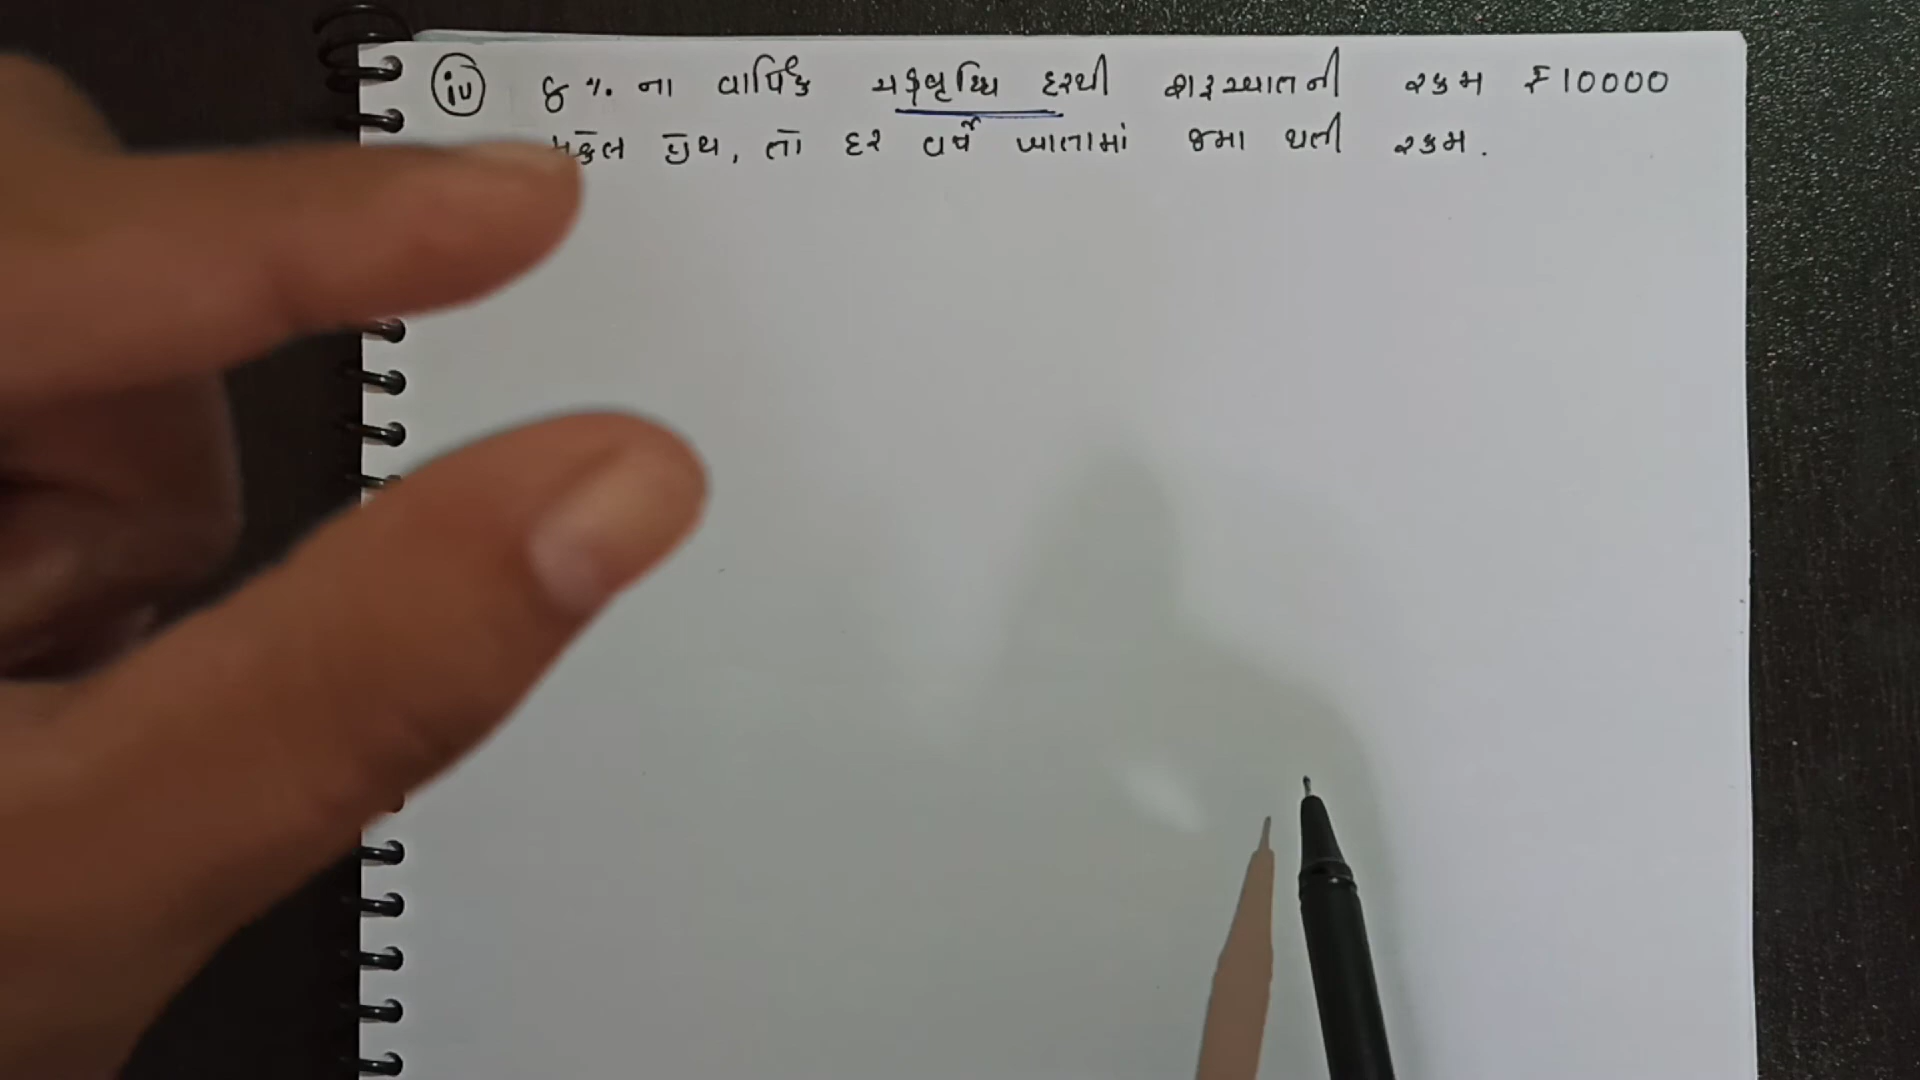 (iv) 8 % ના વાર્ષિક ચક્રવૃધ્ધિ દરથી શરૂઆતની રકમ ₹ 10000
મૂકેલ હોય, તો દર વર્ષે ખાતામાં જમા થતી રકમ.